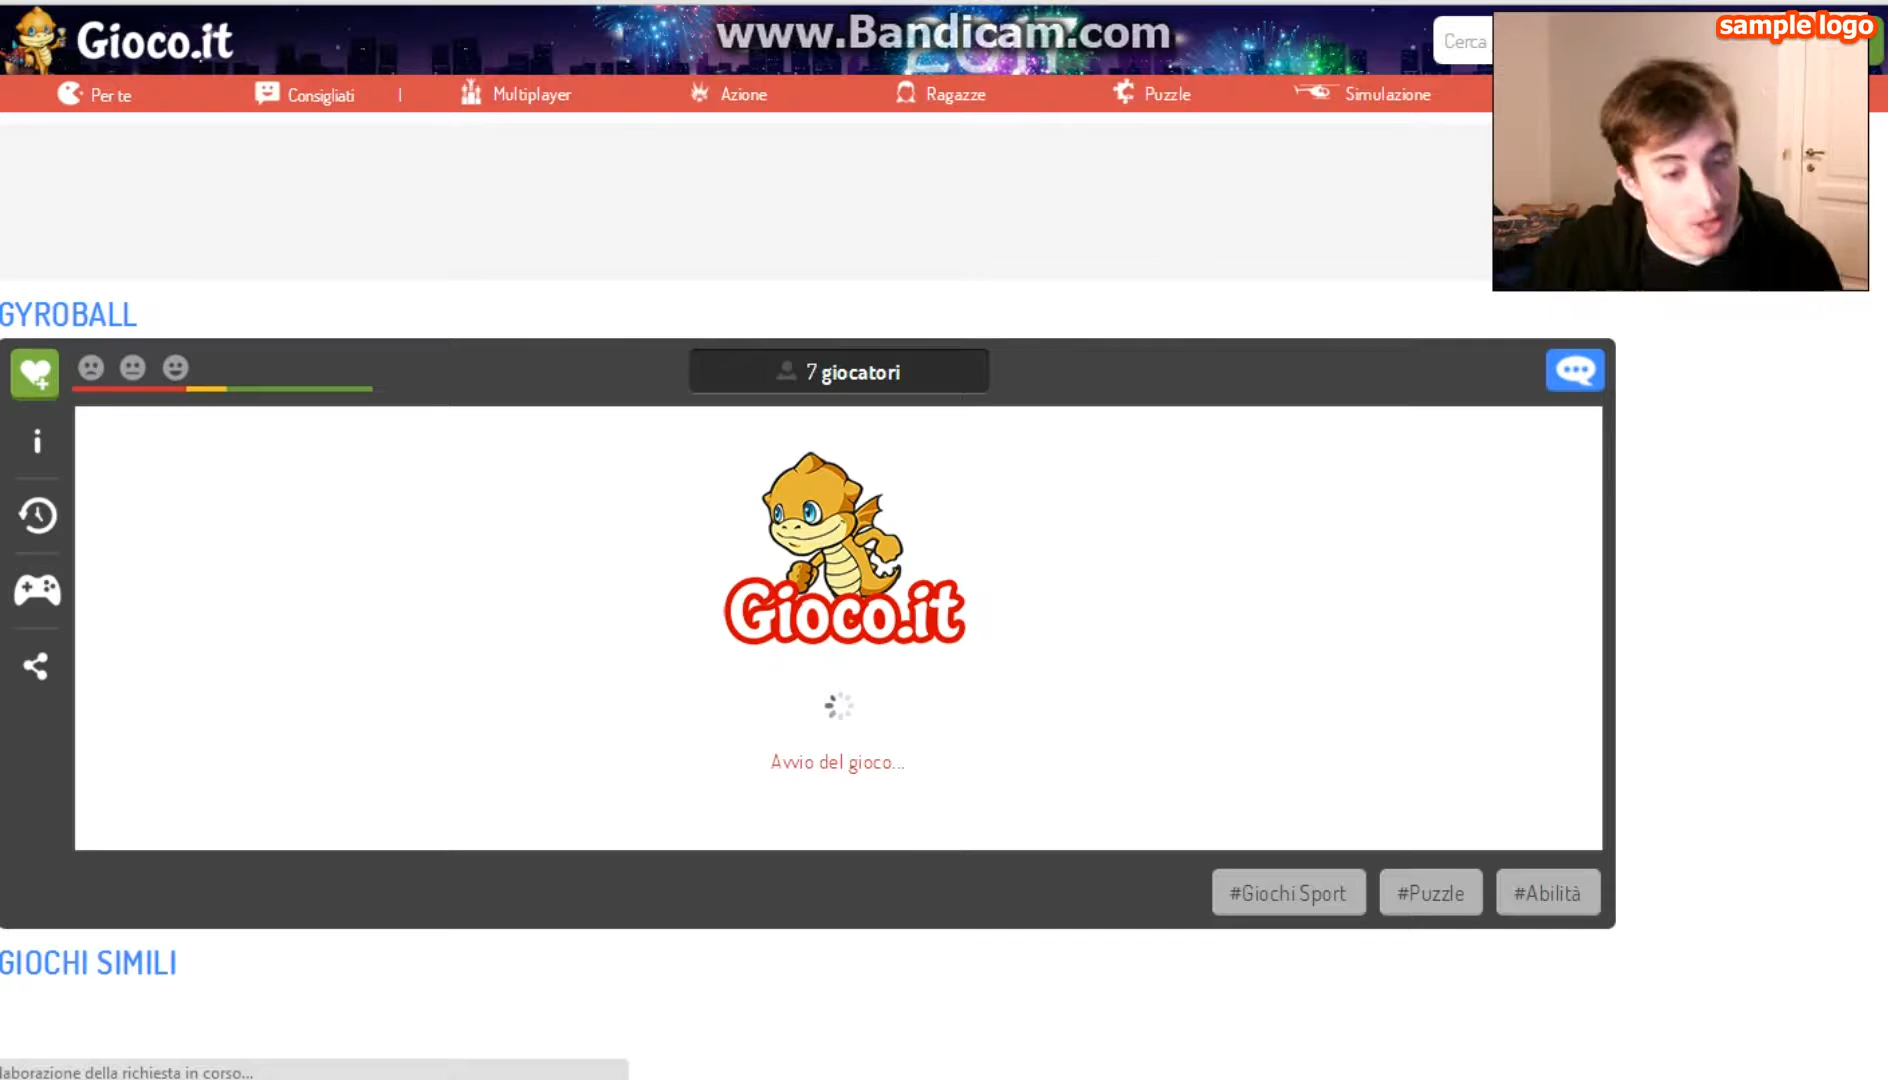 www.Bandicam.com
sample logo
Gioco.it
2017
Cerca
Per te
Consigliati
Multiplayer
Azione
Ragazze
Puzzle
Simulazione
GYROBALL
7 giocatori
Gioco.it
Avvio del gioco...
#Giochi Sport
#Puzzle
#Abilità
GIOCHI SIMILI
laborazione della richiesta in corso...